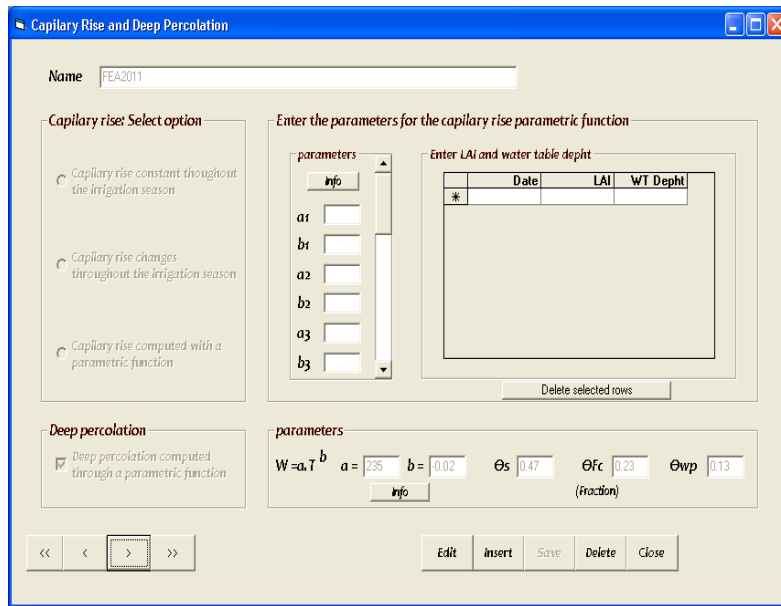 Capilary Rise and Deep Percolation
Name FEA2011
Capilary rise: Select option
Capilary rise constant thoughout
the irrigation season
Capilary rise changes
throughout the irrigation season
Capilary rise computed with a
parametric function
Enter the parameters for the capilary rise parametric function
parameters
info
a1
b1
a2
b2
a3
b3
Enter LAI and water table depht
Date LAI WT Depht
*
Delete selected rows
Deep percolation
Deep percolation computed
through a parametric function
parameters
W =a.T b a = 235 b = -0.02 Θs 0.47 ΘFc 0.23 Θwp 0.13
info (Fraction)
<< < > >> Edit Insert Save Delete Close